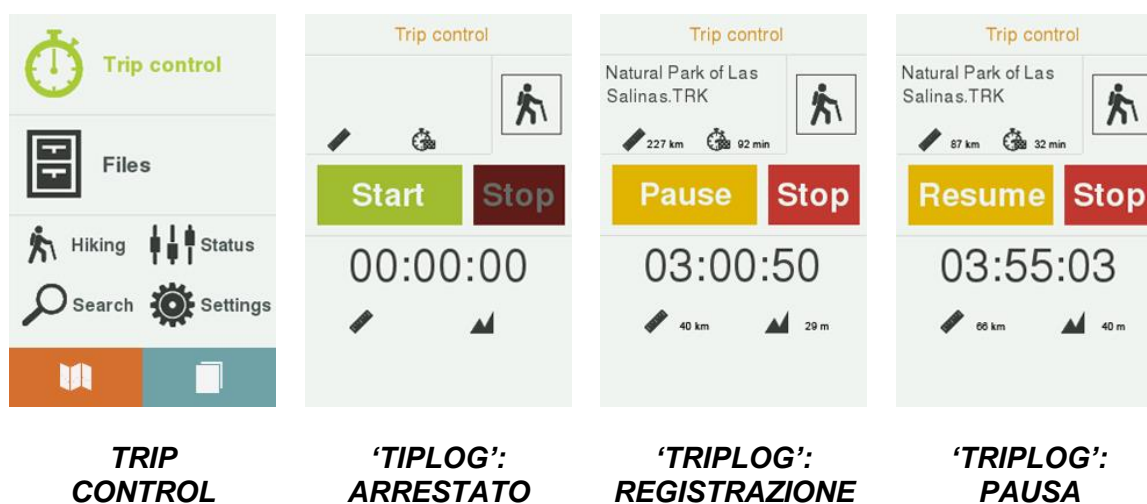 Trip control
Files
Hiking
Status
Search
Settings
Trip control
Start
Stop
00:00:00
Trip control
Natural Park of Las
Salinas.TRK
227 km
92 min
Pause
Stop
03:00:50
40 km
29 m
Trip control
Natural Park of Las
Salinas.TRK
87 km
32 min
Resume
Stop
03:55:03
66 km
40 m
TRIP
CONTROL
‘TIPLOG’:
ARRESTATO
‘TRIPLOG’:
REGISTRAZIONE
‘TRIPLOG’:
PAUSA